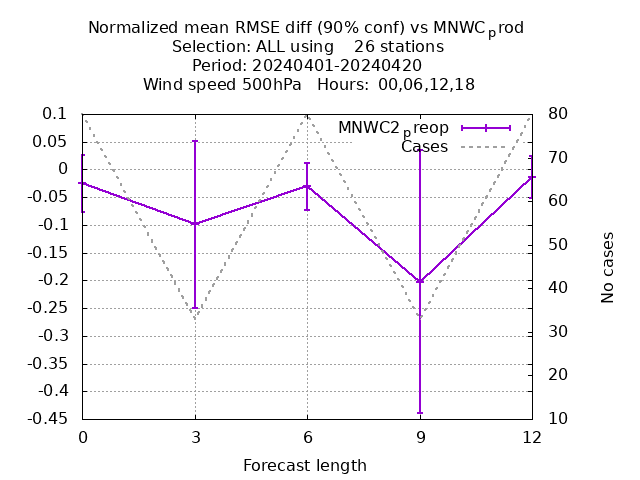 Normalized mean RMSE diff (90% conf) vs MNWC_prod
Selection: ALL using    26 stations
Period: 20240401-20240420
Wind speed 500hPa   Hours:  00,06,12,18
MNWC2_preop
Cases
0.1
0.05
0
-0.05
-0.1
-0.15
-0.2
-0.25
-0.3
-0.35
-0.4
-0.45
80
70
60
50
40
30
20
10
No cases
0 3 6 9 12
Forecast length